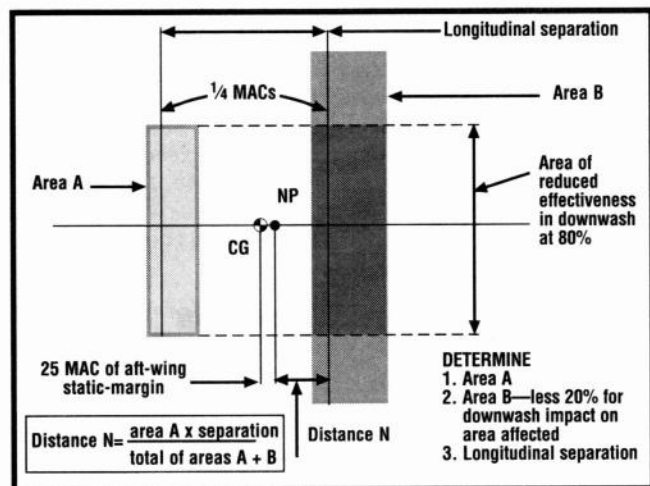 Longitudinal separation
¼ MACs
Area B
Area A
NP
CG
Area of
reduced
effectiveness
in downwash
at 80%
25 MAC of aft-wing
static-margin
Distance N= area A x separation
total of areas A + B
Distance N
DETERMINE
1. Area A
2. Area B—less 20% for
downwash impact on
area affected
3. Longitudinal separation